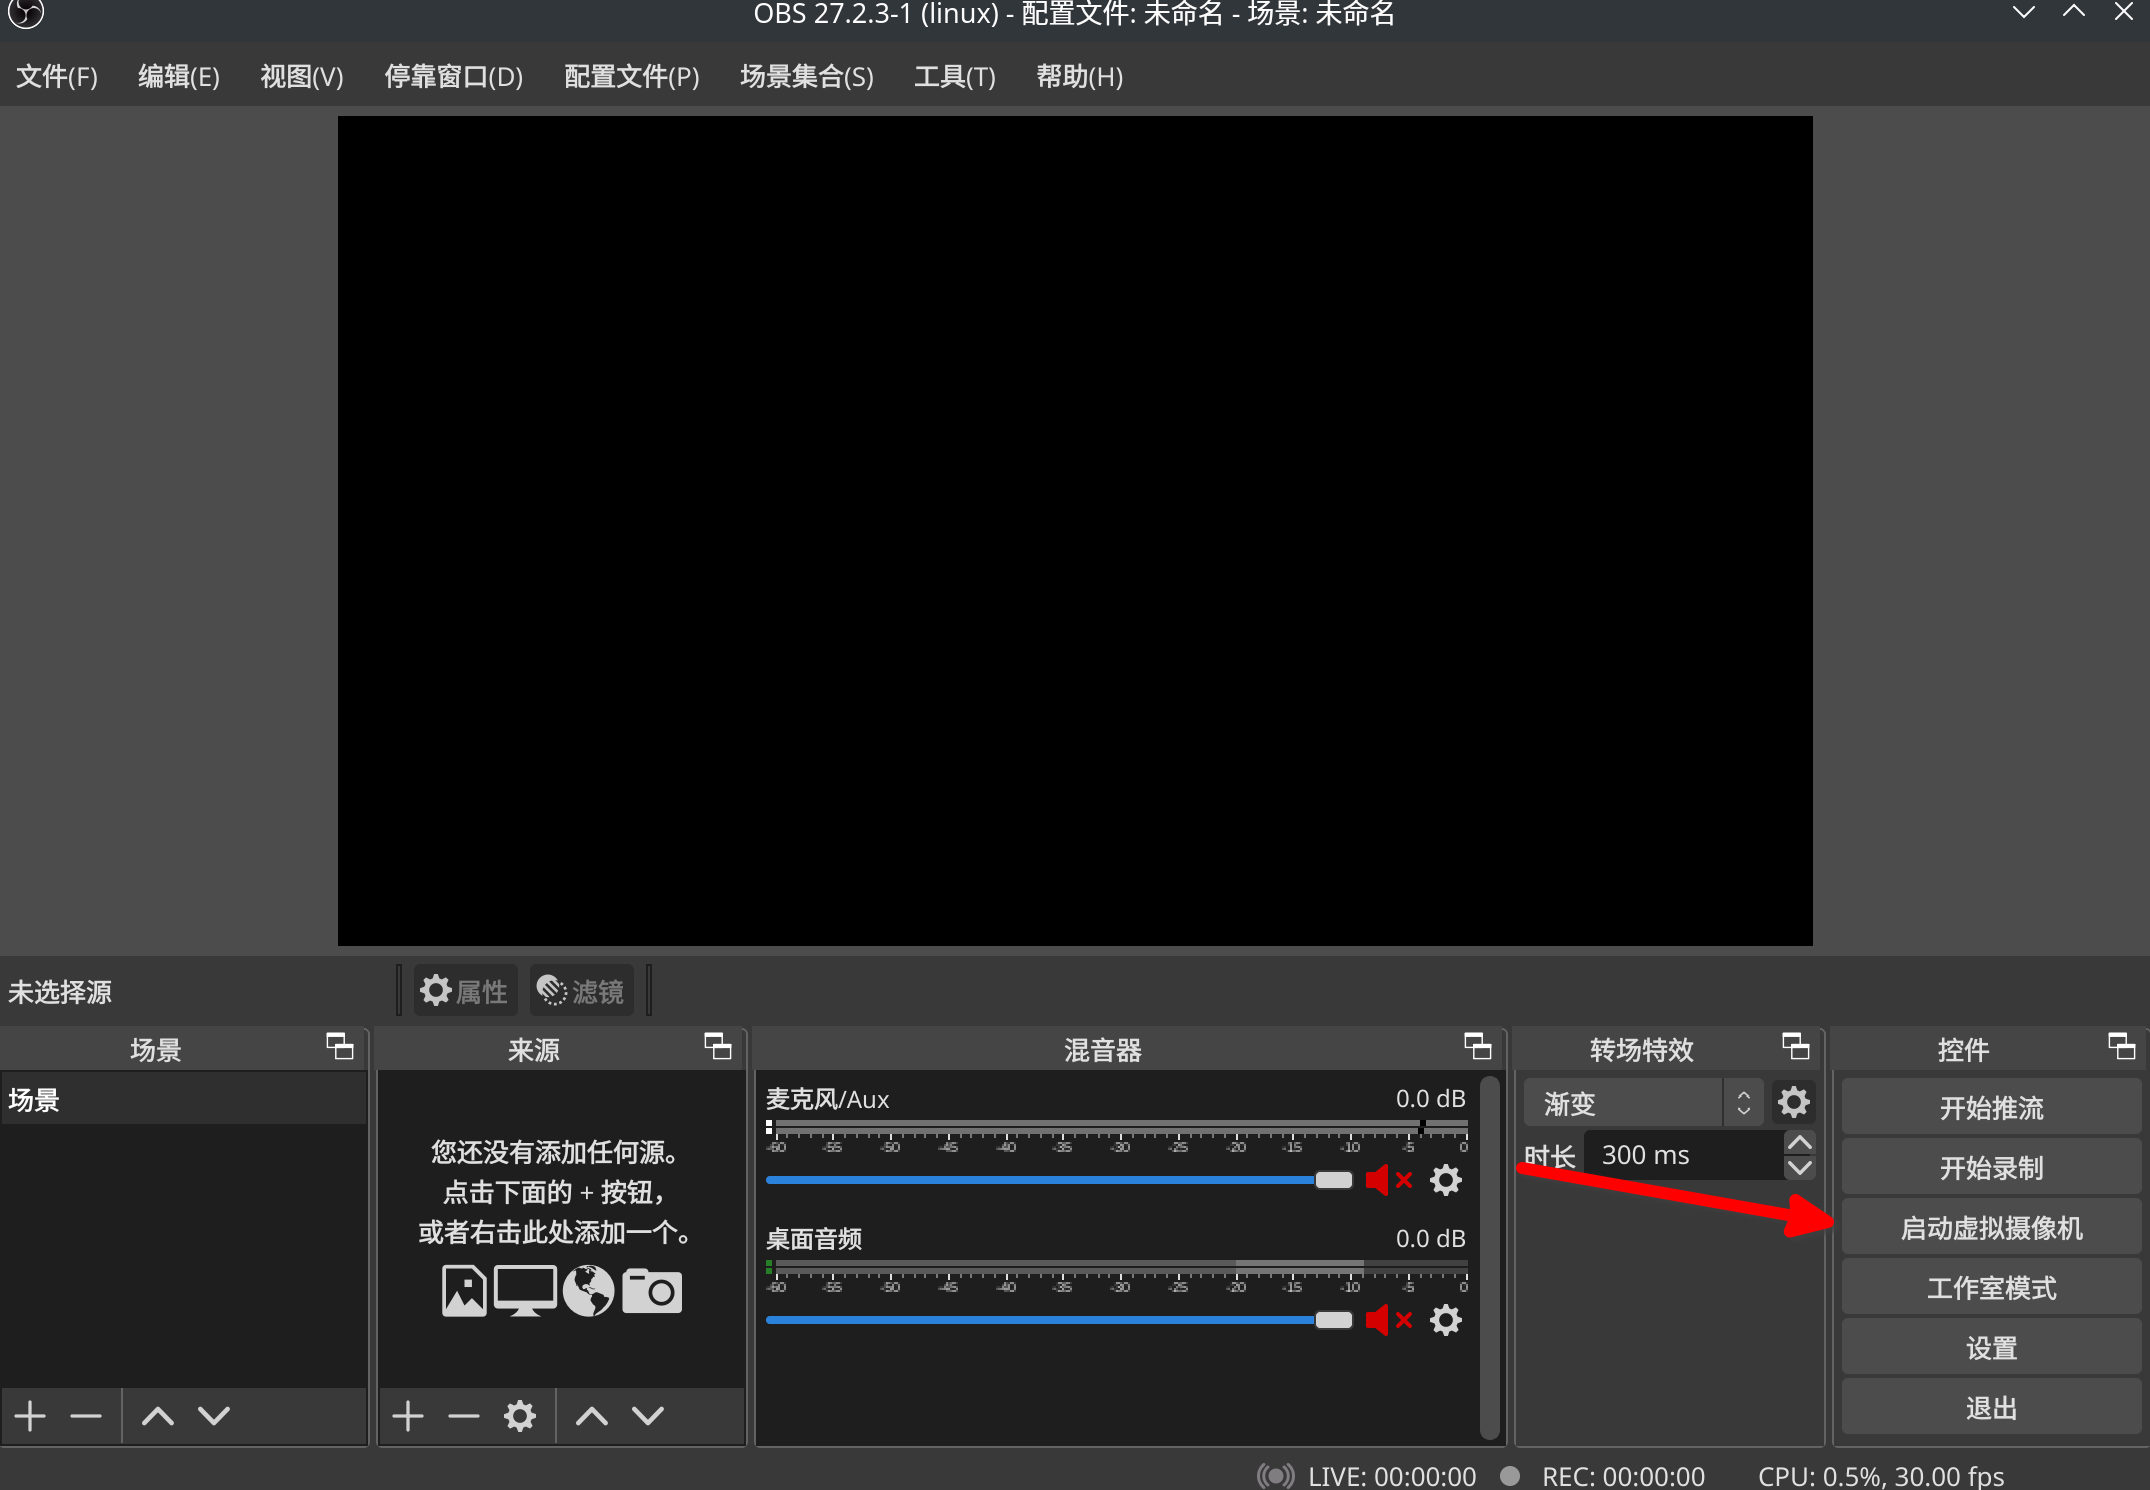 OBS 27.2.3-1 (linux) - 配置文件: 未命名 - 场景: 未命名
文件(F) 编辑(E) 视图(V) 停靠窗口(D) 配置文件(P) 场景集合(S) 工具(T) 帮助(H)
未选择源 属性 滤镜
场景
场景
来源
您还没有添加任何源。
点击下面的 + 按钮，
或者右击此处添加一个。
混音器
麦克风/Aux 0.0 dB
-60 -55 -50 -45 -40 -35 -30 -25 -20 -15 -10 -5 0
桌面音频 0.0 dB
-60 -55 -50 -45 -40 -35 -30 -25 -20 -15 -10 -5 0
转场特效
渐变
时长 300 ms
控件
开始推流
开始录制
启动虚拟摄像机
工作室模式
设置
退出
LIVE: 00:00:00 REC: 00:00:00 CPU: 0.5%, 30.00 fps